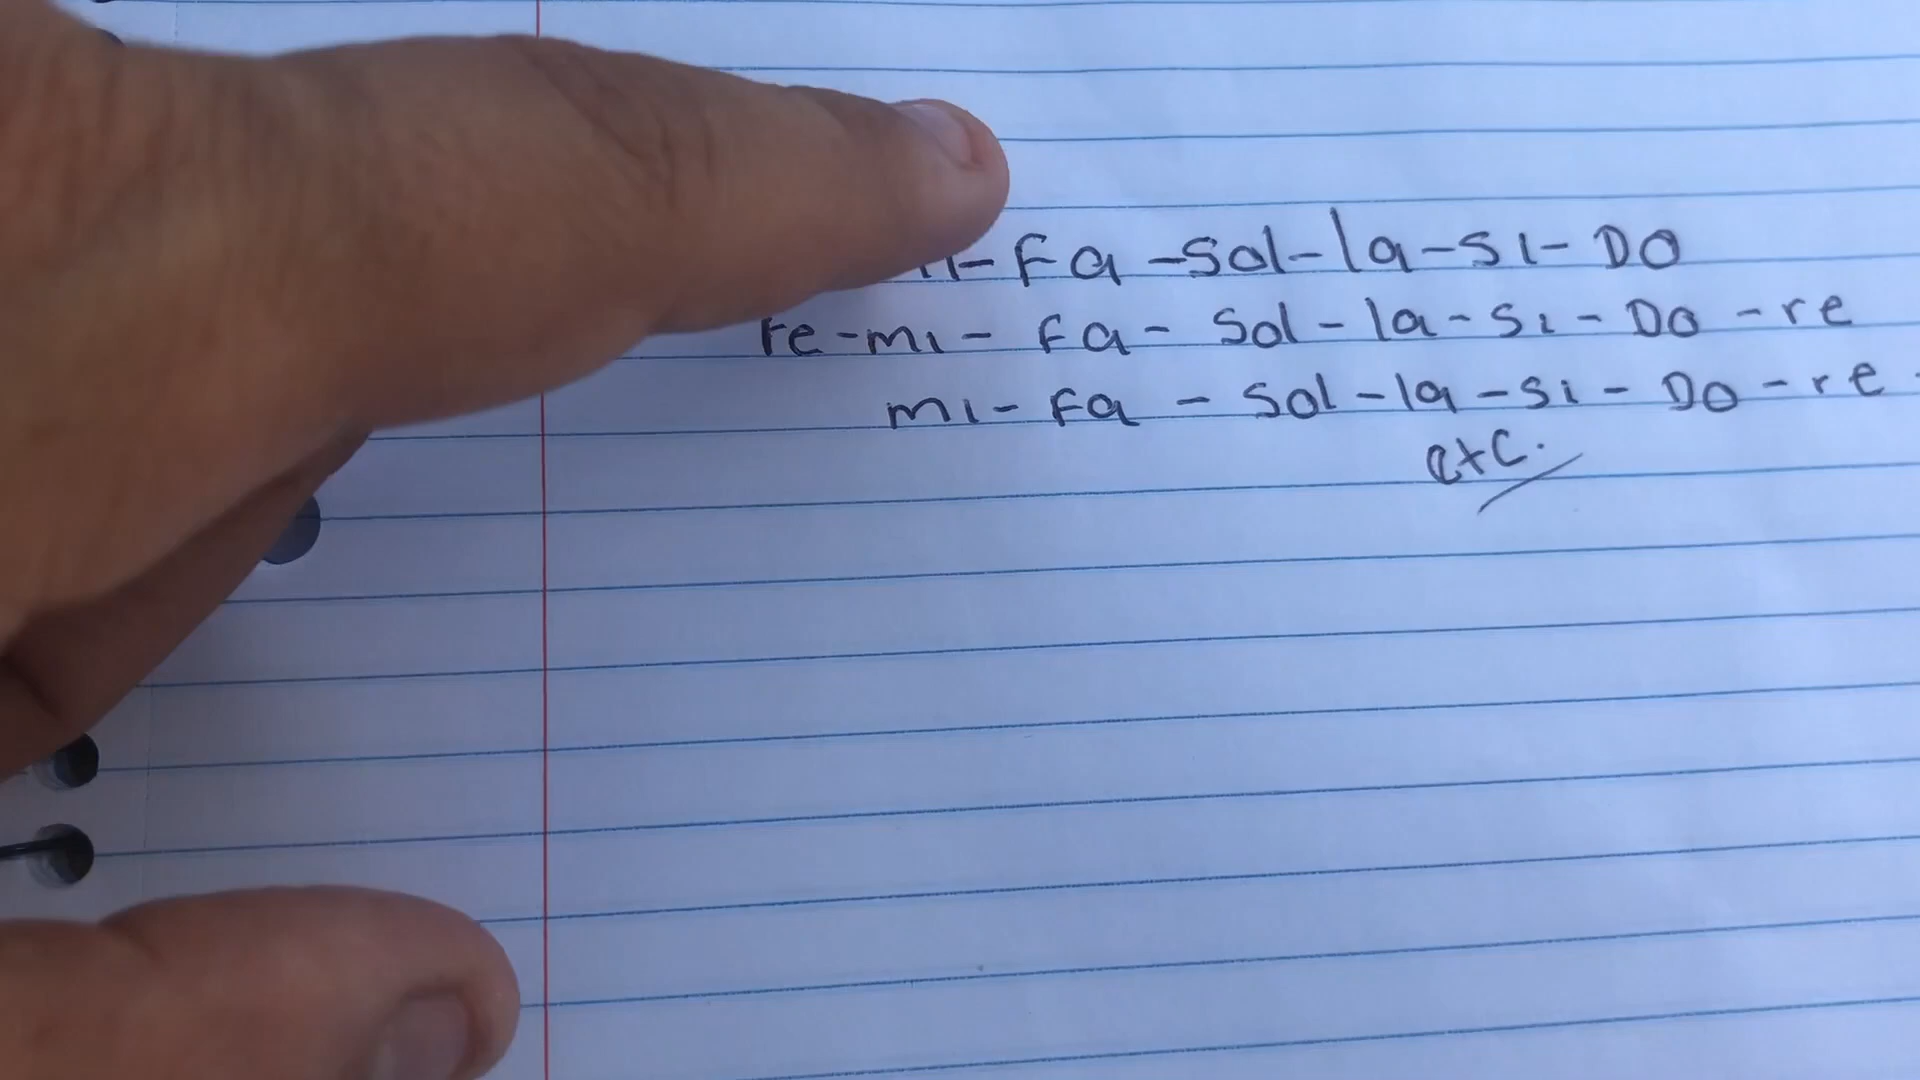 - Fa - Sol - la - si - Do
re - mi - Fa - Sol - la - si - Do - re
mi - Fa - Sol - la - si - Do - re -
etc.